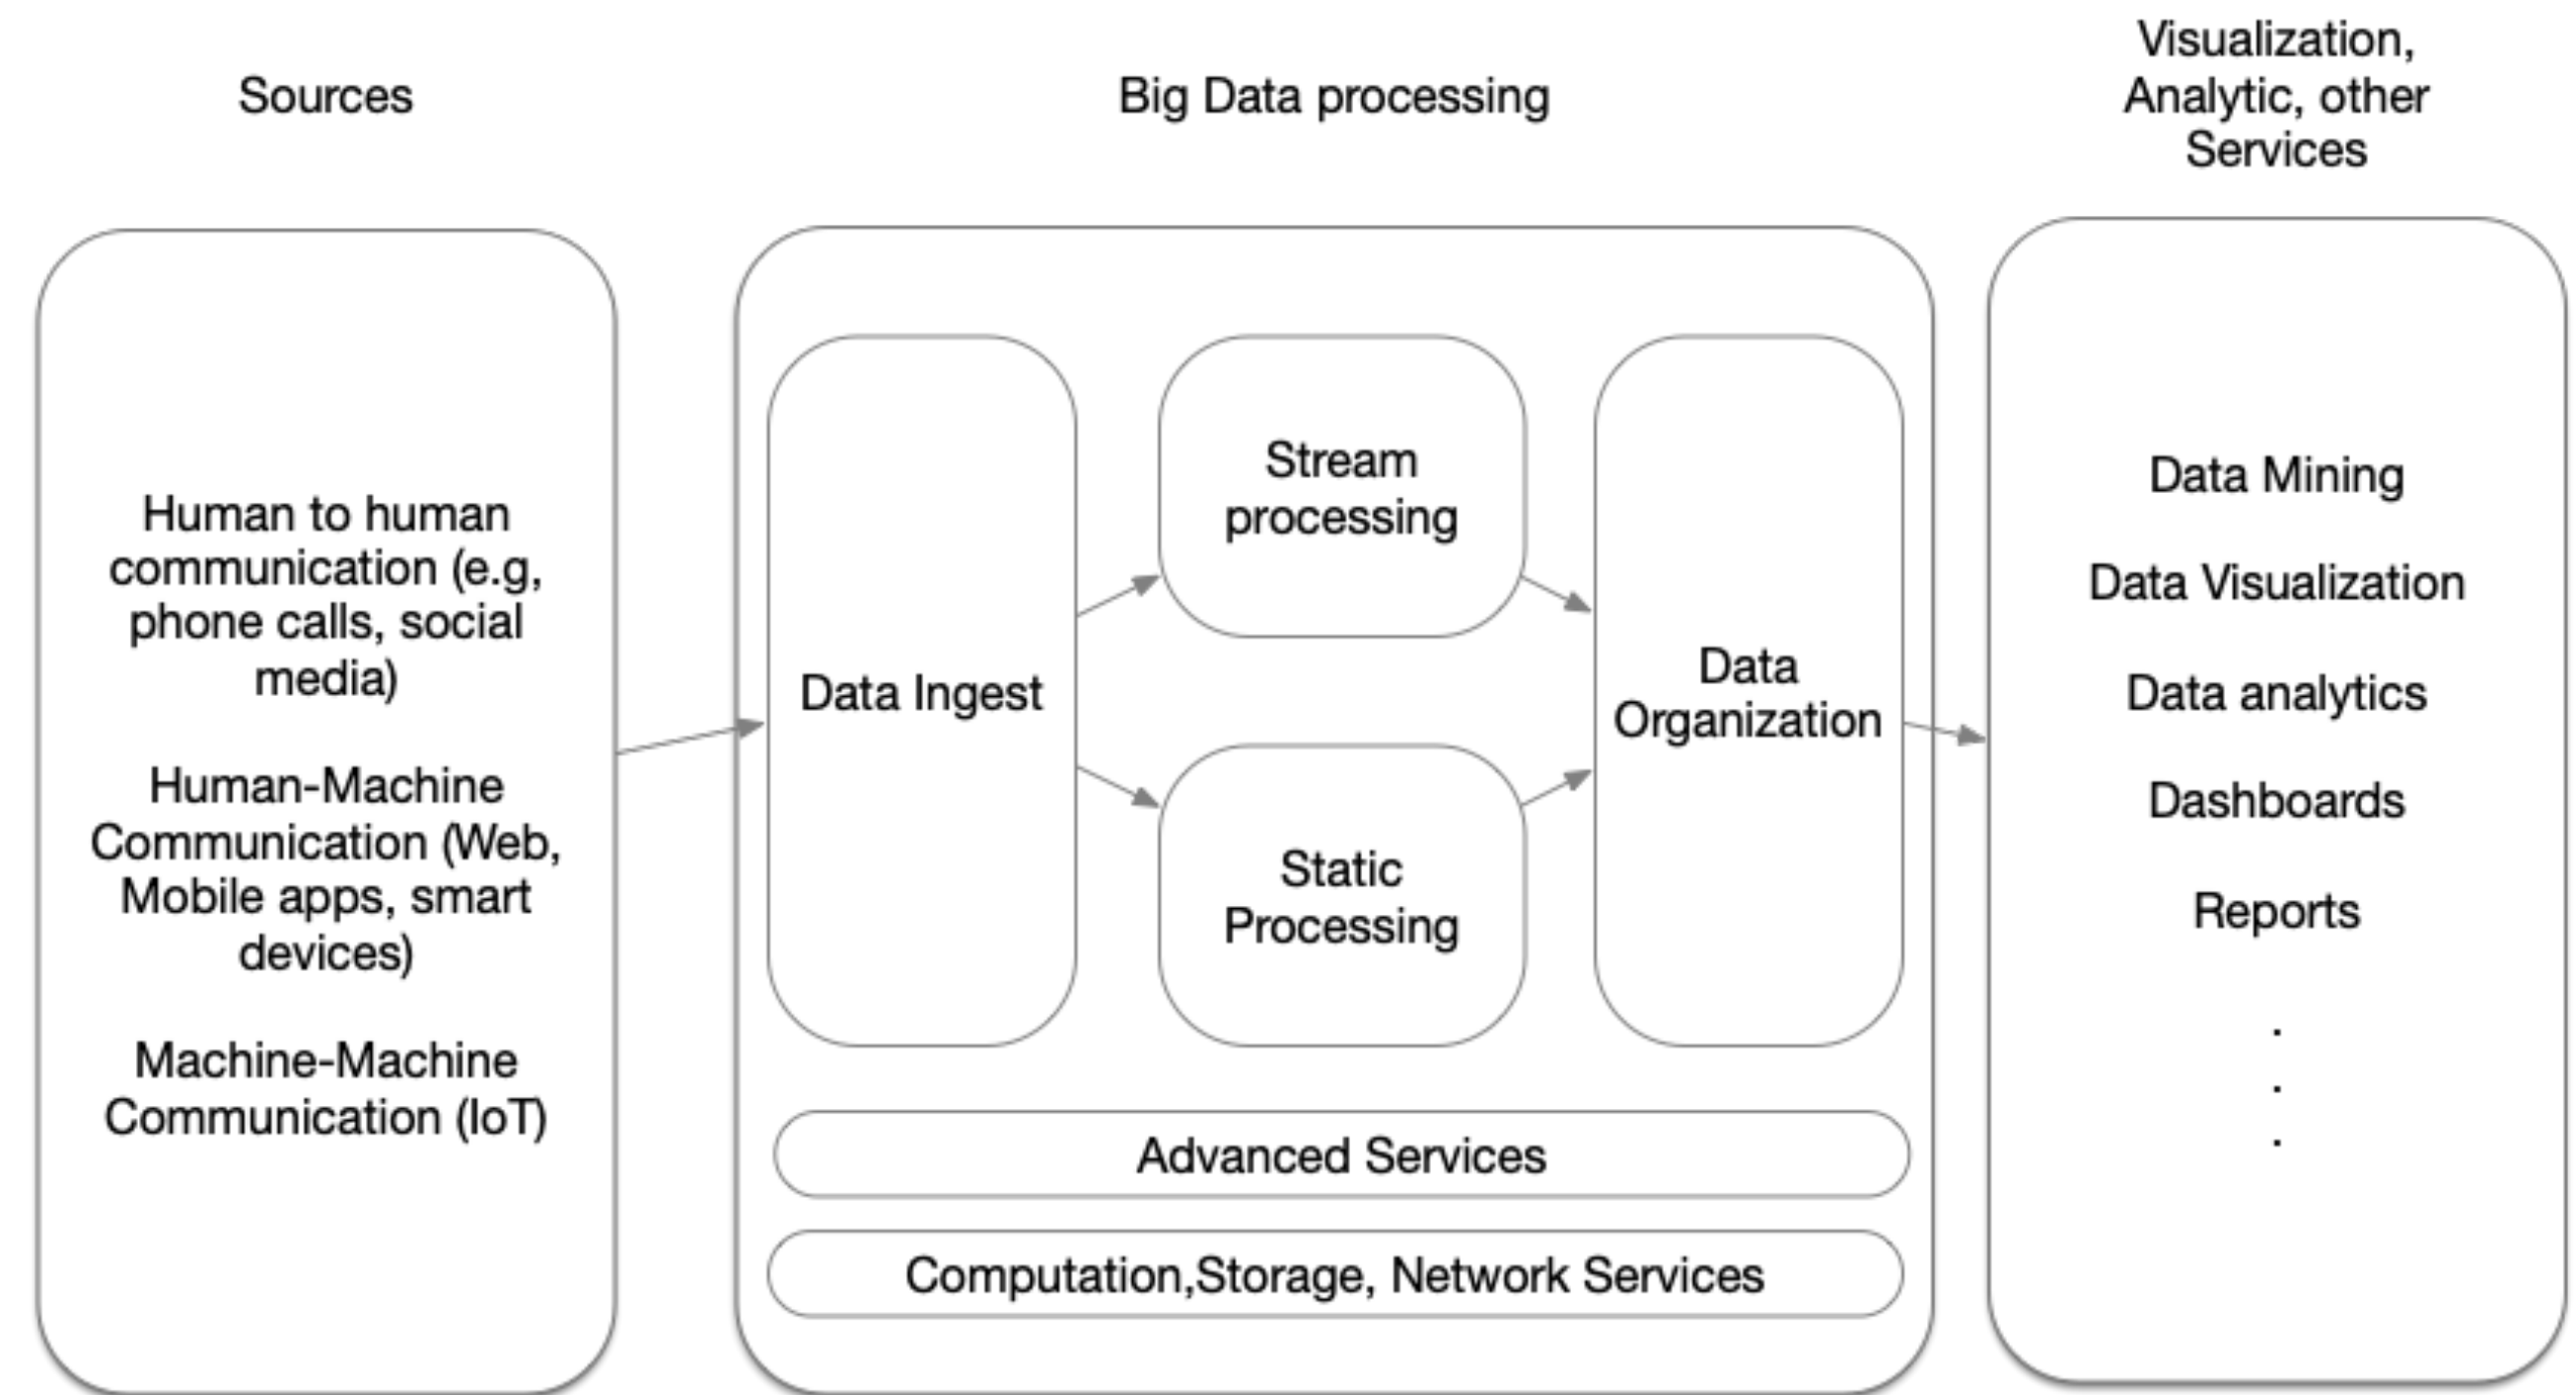 Sources
Big Data processing
Visualization,
Analytic, other
Services
Human to human
communication (e.g,
phone calls, social
media)
Human-Machine
Communication (Web,
Mobile apps, smart
devices)
Machine-Machine
Communication (IoT)
Data Ingest
Stream
processing
Static
Processing
Data
Organization
Advanced Services
Computation,Storage, Network Services
Data Mining
Data Visualization
Data analytics
Dashboards
Reports
.
.
.